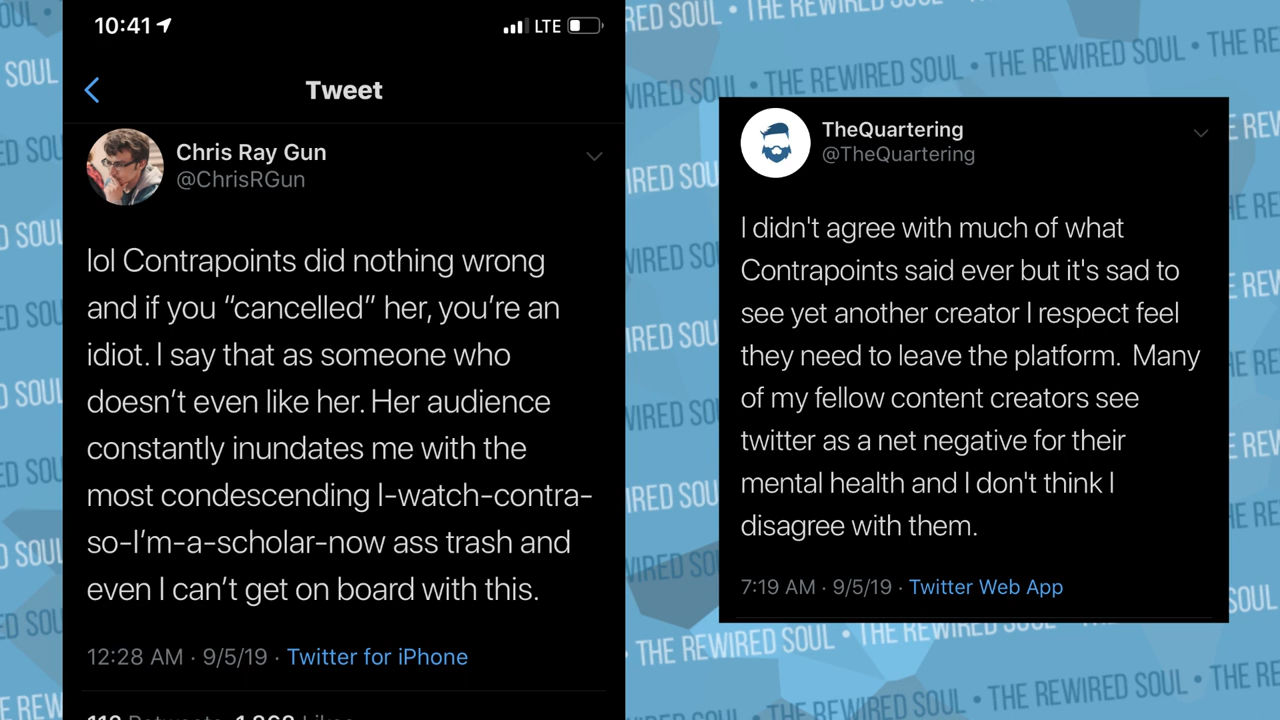 10:41
LTE
Tweet
Chris Ray Gun
@ChrisRGun
lol Contrapoints did nothing wrong
and if you “cancelled” her, you’re an
idiot. I say that as someone who
doesn’t even like her. Her audience
constantly inundates me with the
most condescending I-watch-contra-
so-I’m-a-scholar-now ass trash and
even I can’t get on board with this.
12:28 AM · 9/5/19 · Twitter for iPhone
TheQuartering
@TheQuartering
I didn't agree with much of what
Contrapoints said ever but it's sad to
see yet another creator I respect feel
they need to leave the platform.  Many
of my fellow content creators see
twitter as a net negative for their
mental health and I don't think I
disagree with them.
7:19 AM · 9/5/19 · Twitter Web App
THE REWIRED SOUL • THE REWIRED SOUL • THE REWIRED SOUL